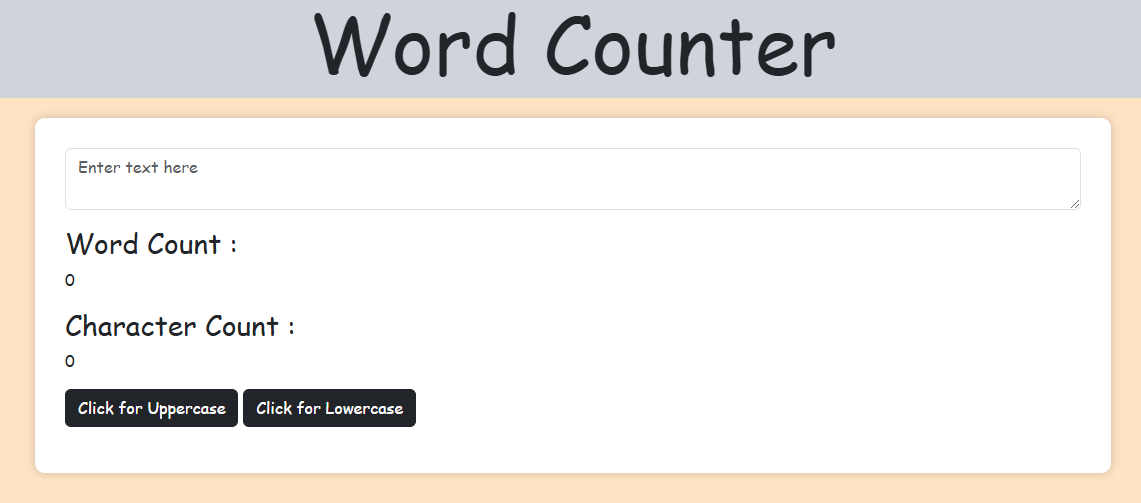 Word Counter
Enter text here
Word Count :
0
Character Count :
0
Click for Uppercase Click for Lowercase